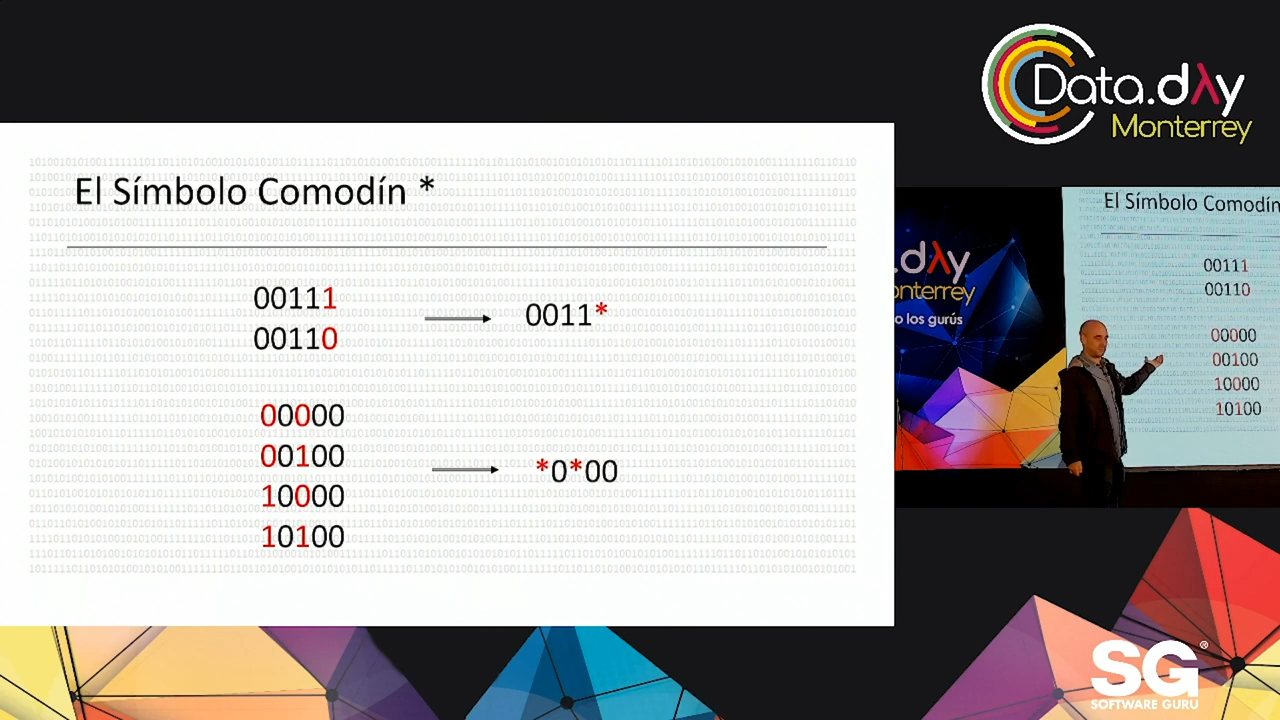 Data.dλy
Monterrey
El Símbolo Comodín *
00111
00110
0011*
00000
00100
10000
10100
*0*00
.dλy
onterrey
o los gurús
El Símbolo Comodín
00111
00110
00000
00100
10000
10100
SG®
SOFTWARE GURU